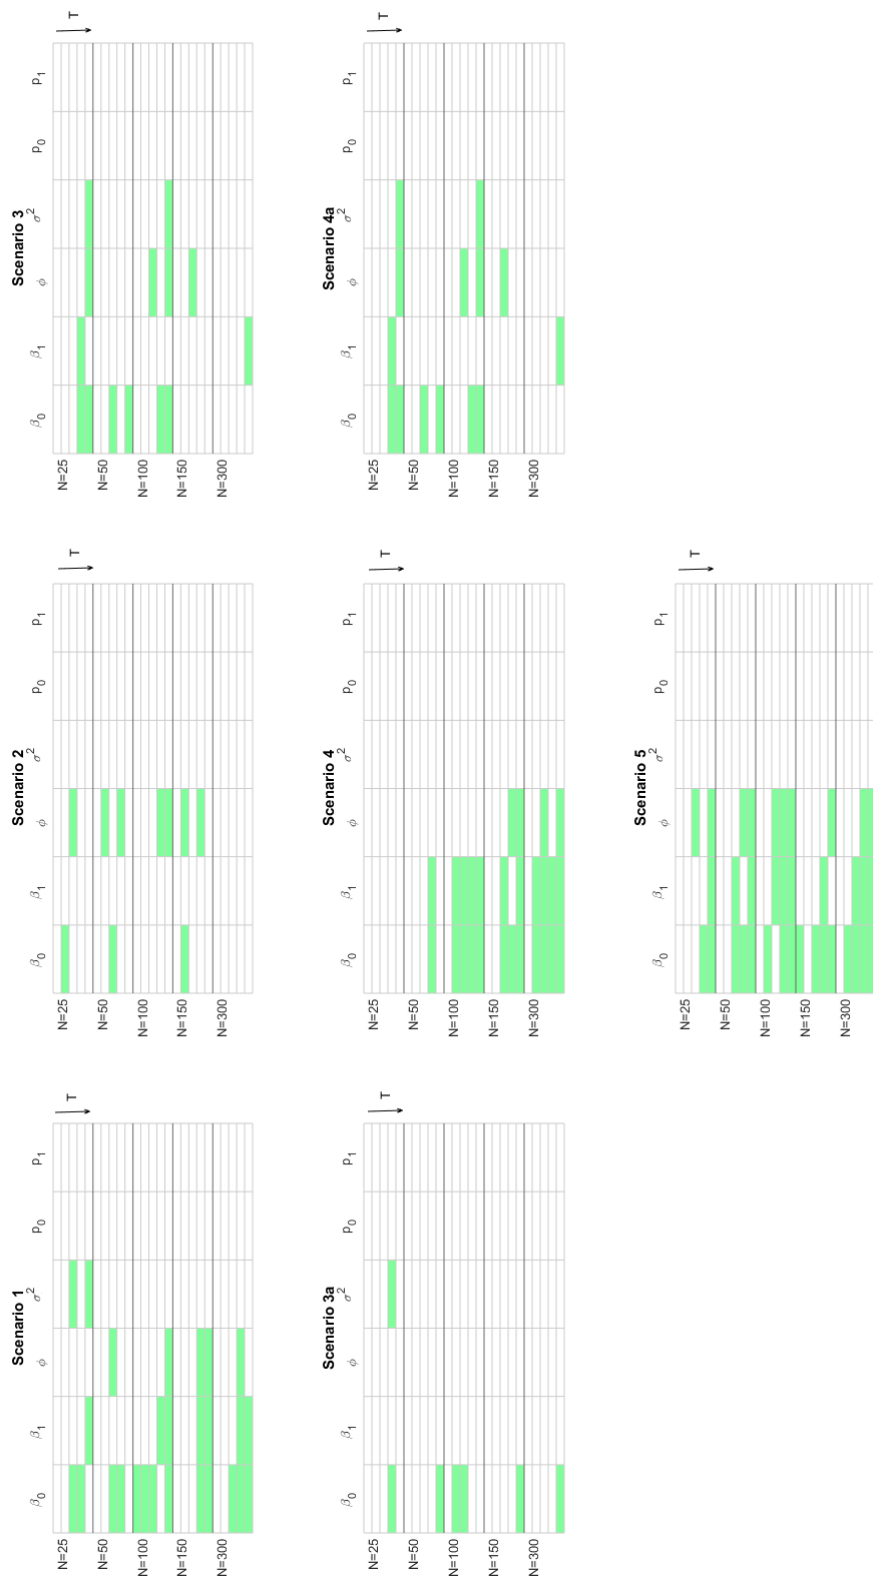 Scenario 1
β0 β1 ϕ σ² p0 p1
T
N=25
N=50
N=100
N=150
N=300
Scenario 2
β0 β1 ϕ σ² p0 p1
T
N=25
N=50
N=100
N=150
N=300
Scenario 3
β0 β1 ϕ σ² p0 p1
T
N=25
N=50
N=100
N=150
N=300
Scenario 3a
β0 β1 ϕ σ² p0 p1
T
N=25
N=50
N=100
N=150
N=300
Scenario 4
β0 β1 ϕ σ² p0 p1
T
N=25
N=50
N=100
N=150
N=300
Scenario 4a
β0 β1 ϕ σ² p0 p1
T
N=25
N=50
N=100
N=150
N=300
Scenario 5
β0 β1 ϕ σ² p0 p1
T
N=25
N=50
N=100
N=150
N=300